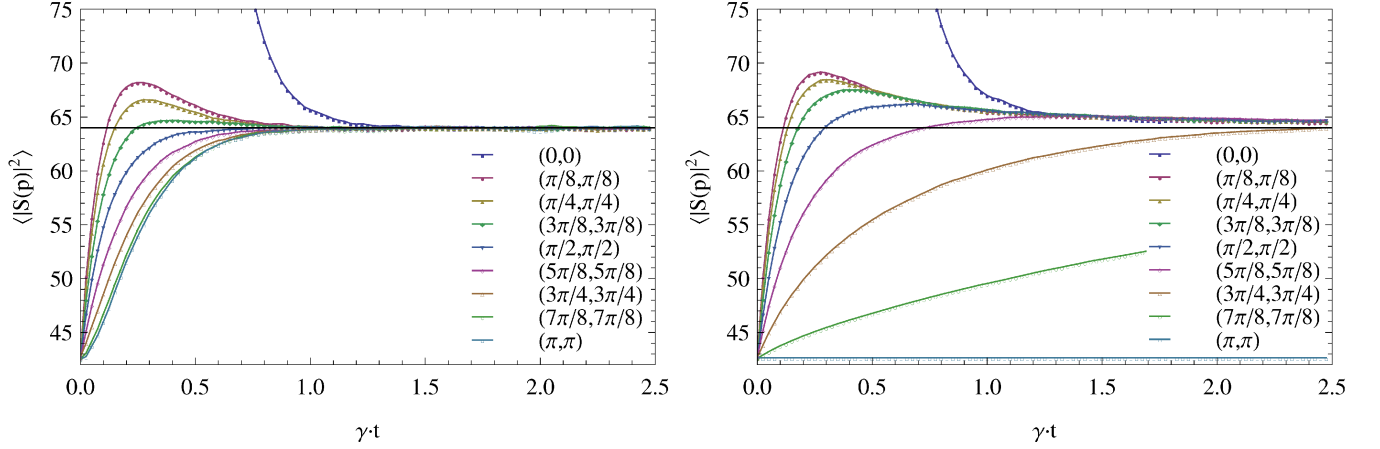 75
70
65
60
55
50
45
⟨|S(p)|²⟩
0.0 0.5 1.0 1.5 2.0 2.5
γ·t
(0,0)
(π/8,π/8)
(π/4,π/4)
(3π/8,3π/8)
(π/2,π/2)
(5π/8,5π/8)
(3π/4,3π/4)
(7π/8,7π/8)
(π,π)
75
70
65
60
55
50
45
⟨|S(p)|²⟩
0.0 0.5 1.0 1.5 2.0 2.5
γ·t
(0,0)
(π/8,π/8)
(π/4,π/4)
(3π/8,3π/8)
(π/2,π/2)
(5π/8,5π/8)
(3π/4,3π/4)
(7π/8,7π/8)
(π,π)